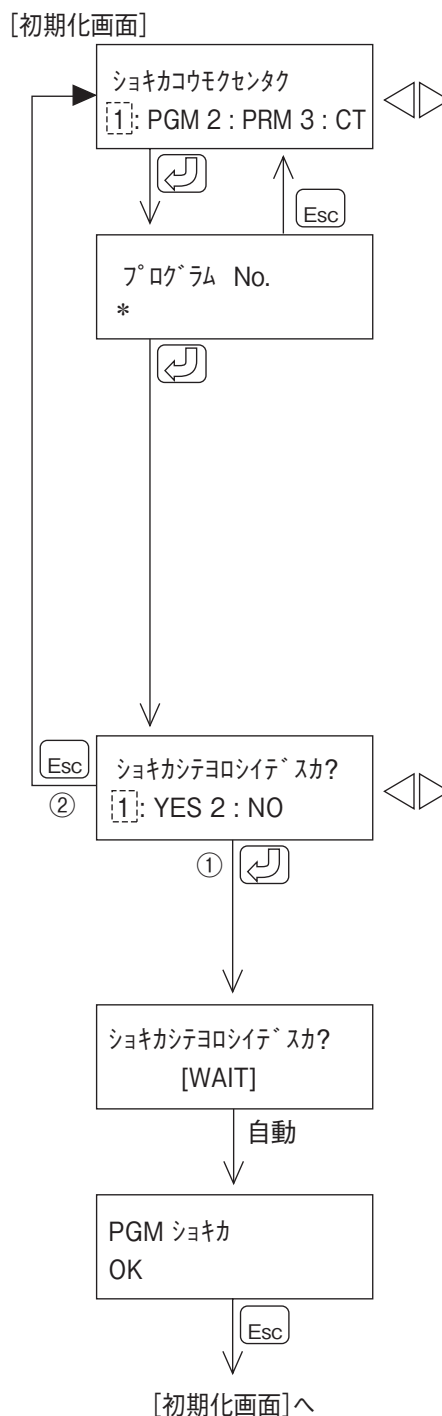 [初期化画面]
ｼｮｷｶｺｳﾓｸｾﾝﾀｸ
1: PGM 2 : PRM 3 : CT
Esc
ﾌﾟﾛｸﾞﾗﾑ No.
*
Esc
②
ｼｮｷｶｼﾃﾖﾛｼｲﾃﾞｽｶ?
1: YES 2 : NO
①
ｼｮｷｶｼﾃﾖﾛｼｲﾃﾞｽｶ?
[WAIT]
自動
PGM ｼｮｷｶ
OK
Esc
[初期化画面]へ